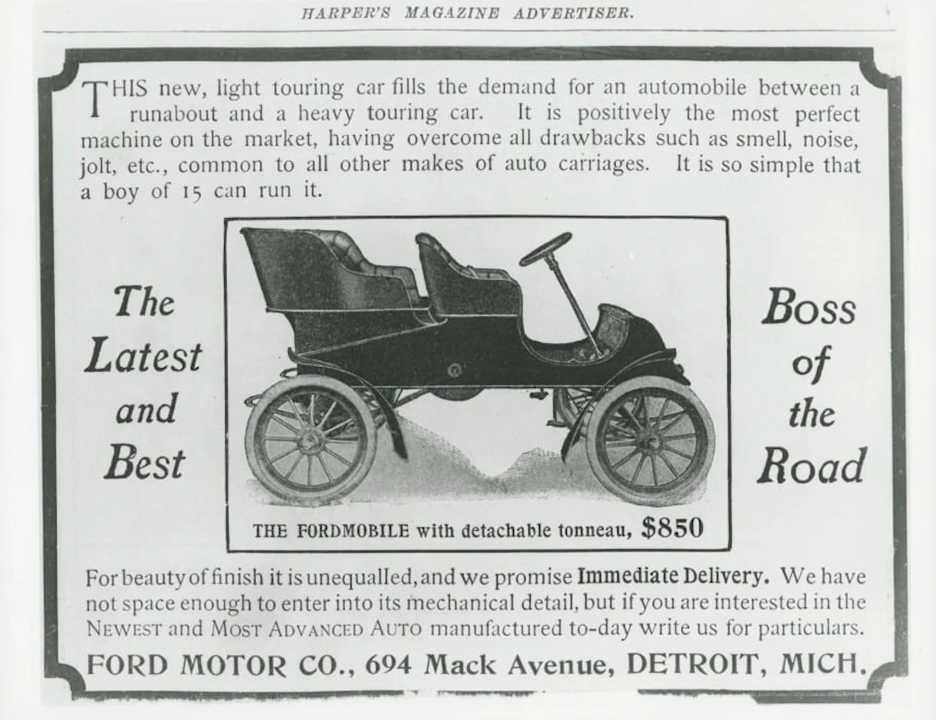 HARPER'S MAGAZINE ADVERTISER.
THIS new, light touring car fills the demand for an automobile between a
runabout and a heavy touring car. It is positively the most perfect
machine on the market, having overcome all drawbacks such as smell, noise,
jolt, etc., common to all other makes of auto carriages. It is so simple that
a boy of 15 can run it.
The
Latest
and
Best
Boss
of
the
Road
THE FORDMOBILE with detachable tonneau, $850
For beauty of finish it is unequalled, and we promise Immediate Delivery. We have
not space enough to enter into its mechanical detail, but if you are interested in the
NEWEST and MOST ADVANCED AUTO manufactured to-day write us for particulars.
FORD MOTOR CO., 694 Mack Avenue, DETROIT, MICH.